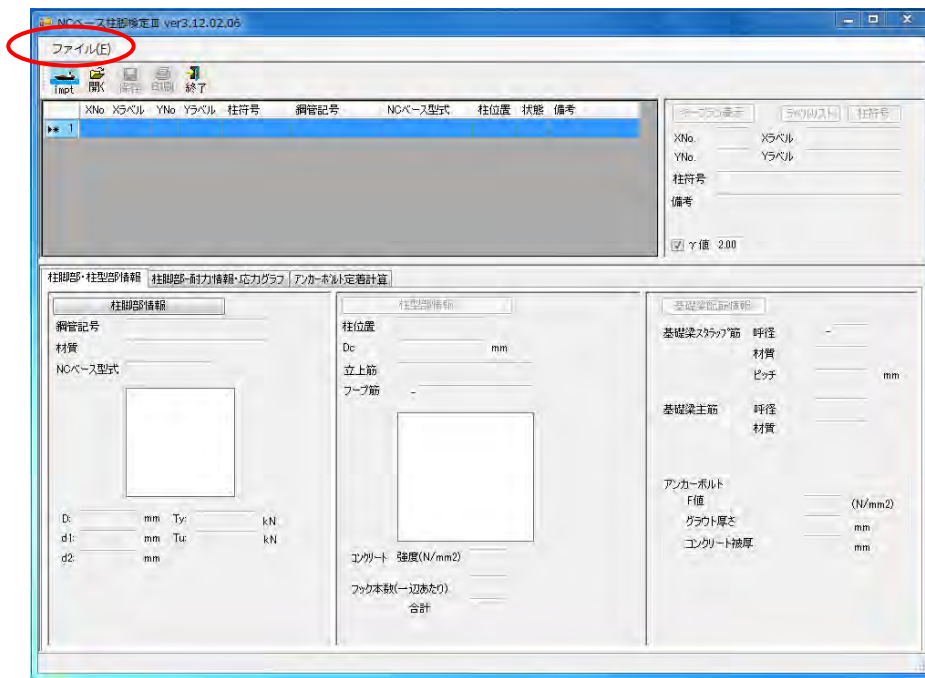 NCベース柱脚検定Ⅲ ver3.12.02.06
ファイル(E)
Impt 開く 保存 印刷 終了
XNo Xラベル YNo Yラベル 柱符号 鋼管記号 NCベース型式 柱位置 状態 備考
1
ラベルリスト 柱符号
XNo. Xラベル
YNo. Yラベル
柱符号
備考
γ値 2.00
柱脚部・柱型部情報 柱脚部-耐力情報・応力グラフ アンカーボルト定着計算
柱脚部情報 柱型部情報 基礎梁配筋情報
鋼管記号
材質
NCベース型式
D: mm Ty: kN
d1: mm Tu: kN
d2: mm
柱位置
Dc mm
立上筋
フープ筋 -
コンクリート 強度(N/mm2)
フック本数(一辺あたり)
合計
基礎梁スタラップ筋 呼径 -
材質
ピッチ mm
基礎梁主筋 呼径
材質
アンカーボルト
F値 (N/mm2)
グラウト厚さ mm
コンクリート被厚 mm